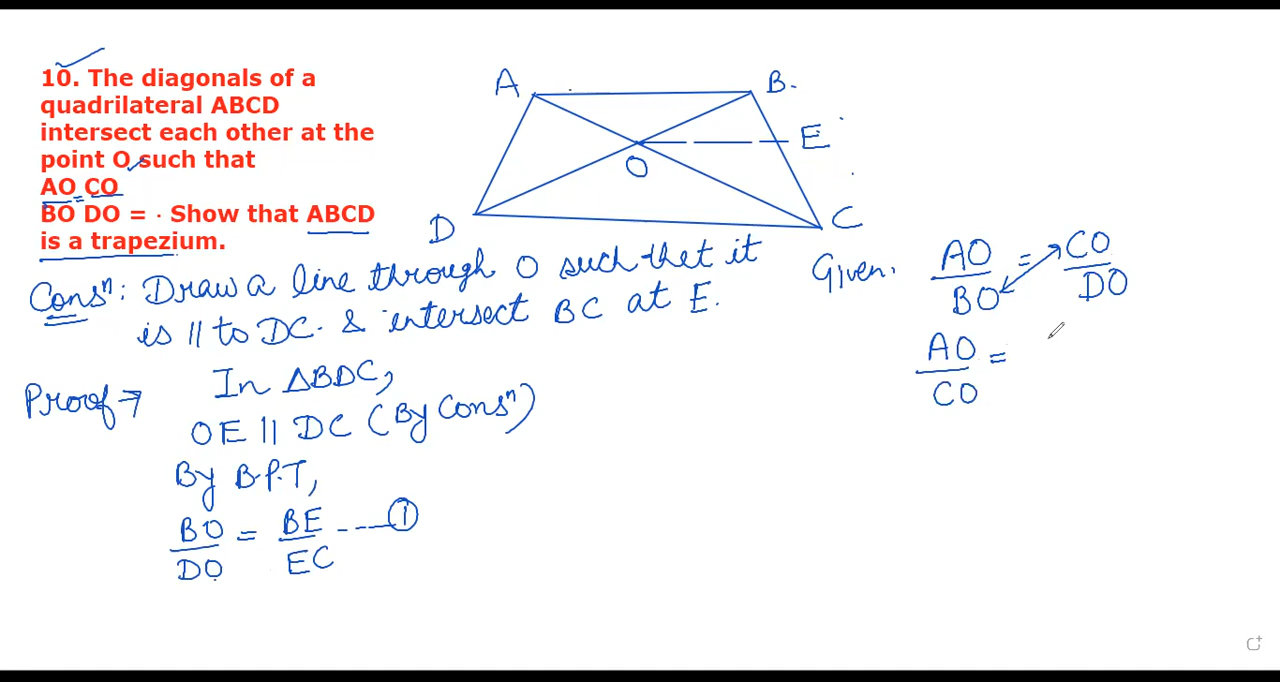 10. The diagonals of a
quadrilateral ABCD
intersect each other at the
point O such that
AO = CO
BO DO = · Show that ABCD
is a trapezium.
A
B.
E
O
D
C
Consⁿ: Draw a line through O such thet it
is || to DC. & intersect BC at E.
Proof → In ΔBDC,
OE || DC (By Consⁿ)
By B.P.T,
BO/DO = BE/EC ---- ①
Given. AO/BO = CO/DO
AO/CO =